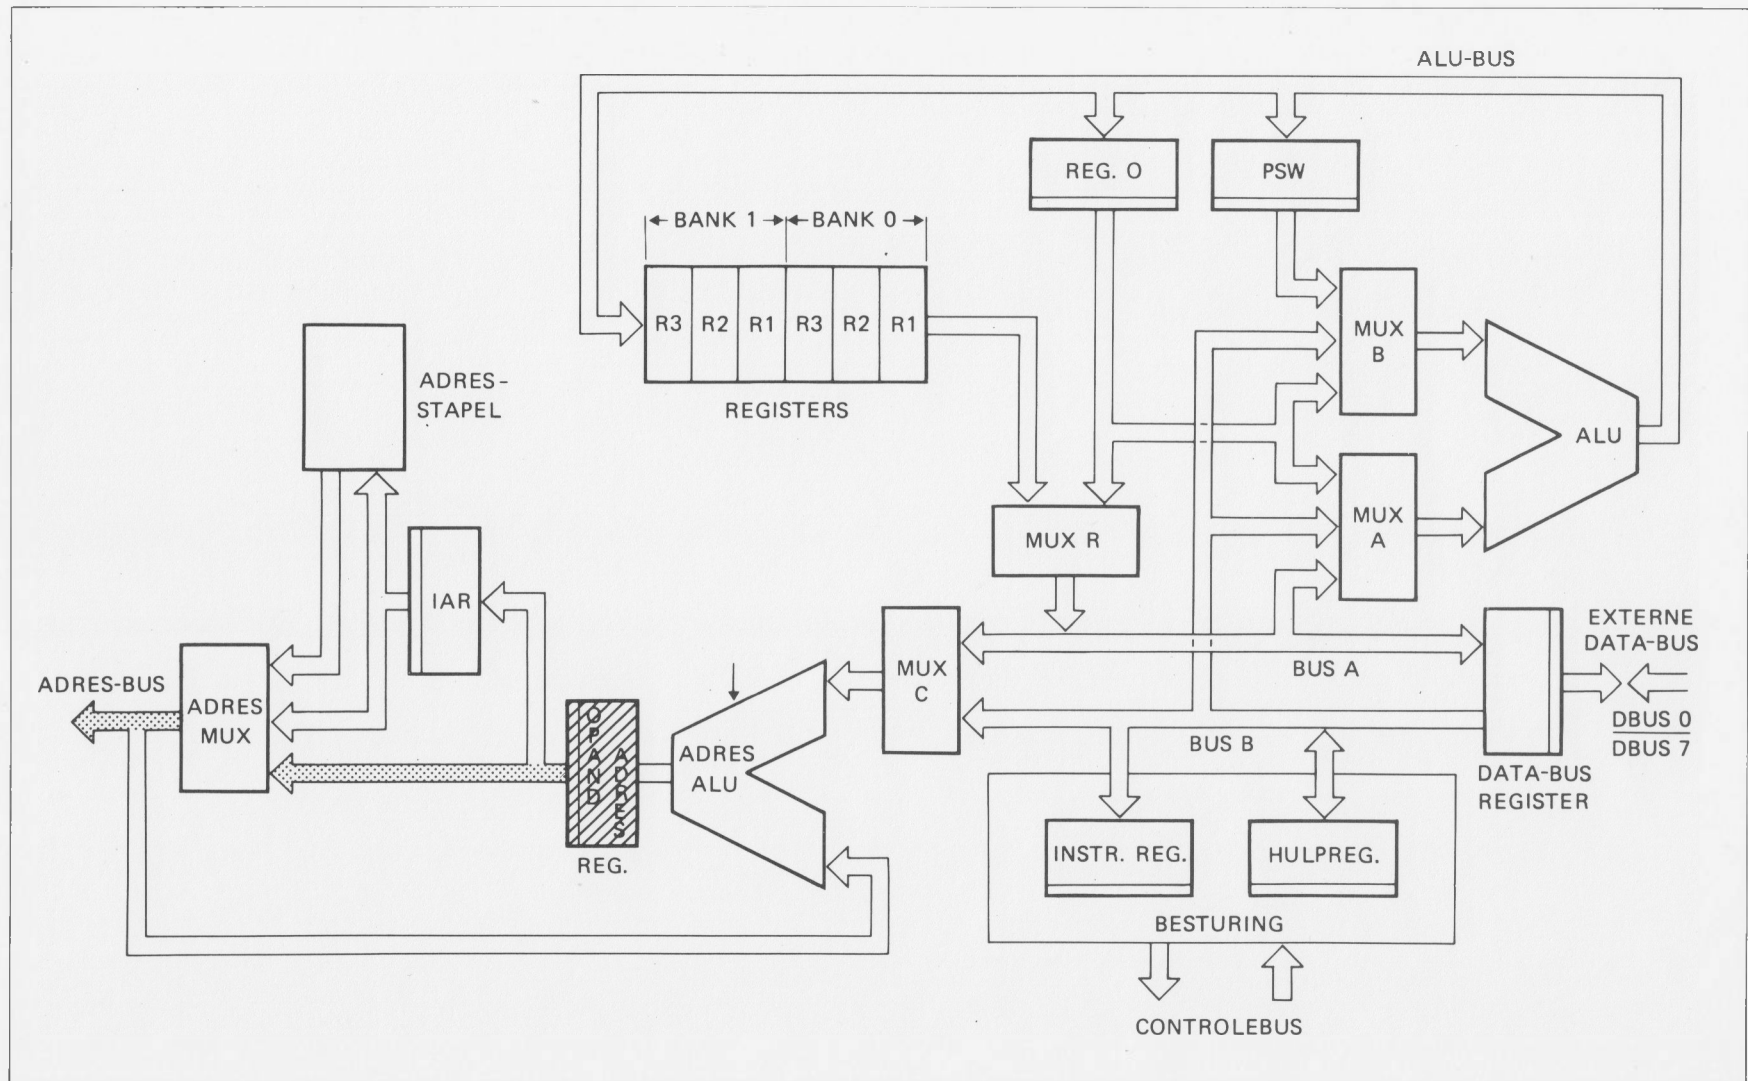 ALU-BUS
REG. O
PSW
BANK 1
BANK 0
R3 R2 R1 R3 R2 R1
REGISTERS
MUX
B
ALU
MUX
A
ADRES-
STAPEL
MUX R
IAR
ADRES-BUS
ADRES
MUX
OPAND
ADRES
REG.
ADRES
ALU
MUX
C
BUS A
BUS B
EXTERNE
DATA-BUS
DBUS 0
DBUS 7
DATA-BUS
REGISTER
INSTR. REG.
HULPREG.
BESTURING
CONTROLEBUS